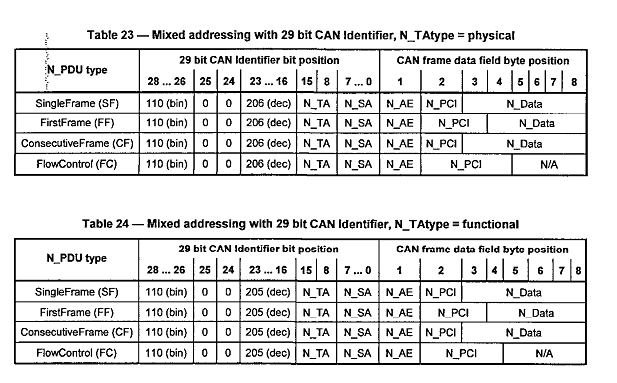 Table 23 — Mixed addressing with 29 bit CAN Identifier, N_TAtype = physical
N_PDU type 29 bit CAN Identifier bit position CAN frame data field byte position
28 ... 26 25 24 23 ... 16 15 8 7 ... 0 1 2 3 4 5 6 7 8
SingleFrame (SF) 110 (bin) 0 0 206 (dec) N_TA N_SA N_AE N_PCI N_Data
FirstFrame (FF) 110 (bin) 0 0 206 (dec) N_TA N_SA N_AE N_PCI N_Data
ConsecutiveFrame (CF) 110 (bin) 0 0 206 (dec) N_TA N_SA N_AE N_PCI N_Data
FlowControl (FC) 110 (bin) 0 0 206 (dec) N_TA N_SA N_AE N_PCI N/A
Table 24 — Mixed addressing with 29 bit CAN Identifier, N_TAtype = functional
N_PDU type 29 bit CAN Identifier bit position CAN frame data field byte position
28 ... 26 25 24 23 ... 16 15 8 7 ... 0 1 2 3 4 5 6 7 8
SingleFrame (SF) 110 (bin) 0 0 205 (dec) N_TA N_SA N_AE N_PCI N_Data
FirstFrame (FF) 110 (bin) 0 0 205 (dec) N_TA N_SA N_AE N_PCI N_Data
ConsecutiveFrame (CF) 110 (bin) 0 0 205 (dec) N_TA N_SA N_AE N_PCI N_Data
FlowControl (FC) 110 (bin) 0 0 205 (dec) N_TA N_SA N_AE N_PCI N/A